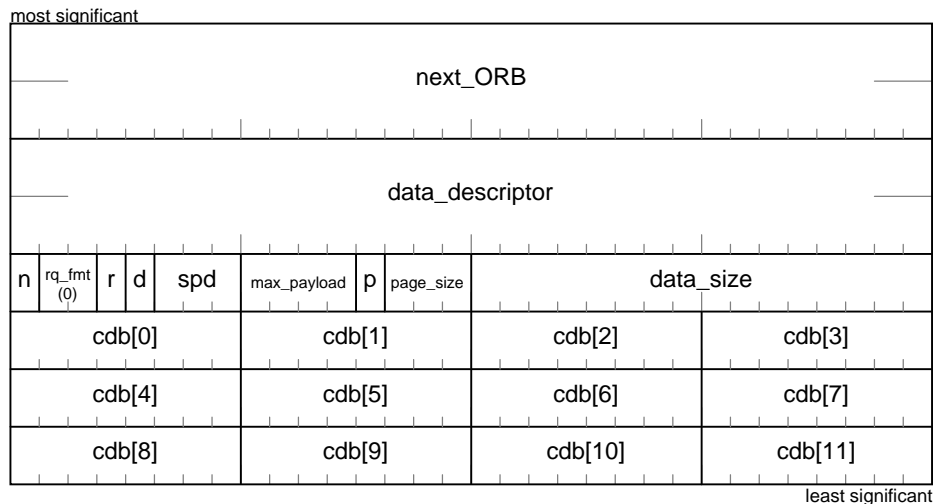 most significant
next_ORB
data_descriptor
n rq_fmt (0) r d spd max_payload p page_size data_size
cdb[0] cdb[1] cdb[2] cdb[3]
cdb[4] cdb[5] cdb[6] cdb[7]
cdb[8] cdb[9] cdb[10] cdb[11]
least significant